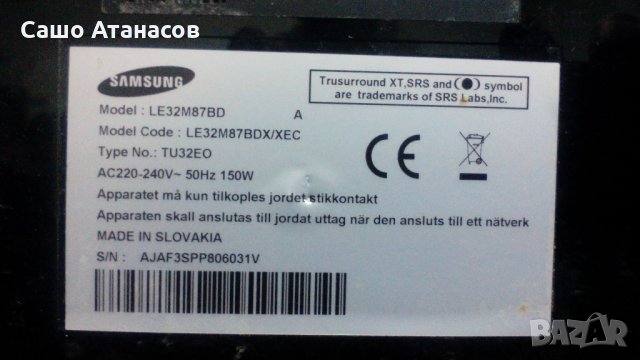 Сашо Атанасов
SAMSUNG
Trusurround XT,SRS and (●) symbol
are trademarks of SRS Labs,Inc.
Model : LE32M87BD A
Model Code : LE32M87BDX/XEC
Type No.: TU32EO
AC220-240V~ 50Hz 150W
Apparatet må kun tilkoples jordet stikkontakt
Apparaten skall anslutas till jordat uttag när den ansluts till ett nätverk
MADE IN SLOVAKIA
S/N : AJAF3SPP806031V
CE
BAZAR